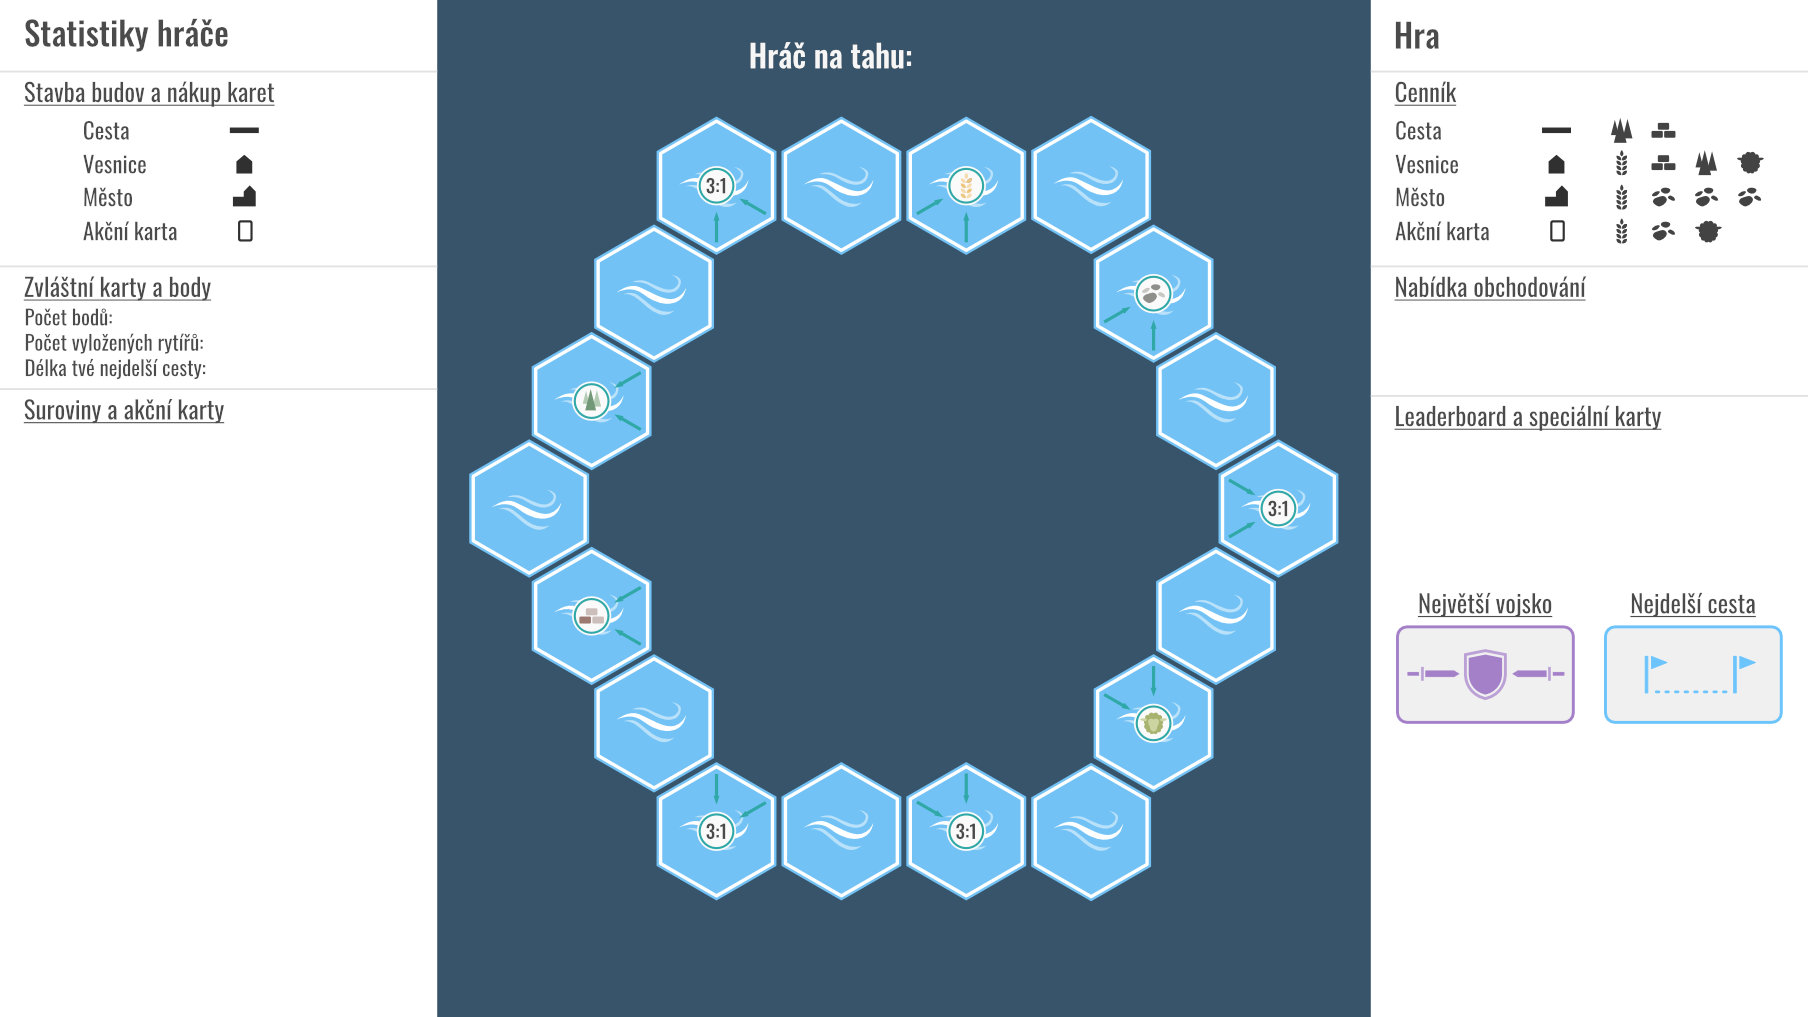 Statistiky hráče
Stavba budov a nákup karet
Cesta
Vesnice
Město
Akční karta
Zvláštní karty a body
Počet bodů:
Počet vyložených rytířů:
Délka tvé nejdelší cesty:
Suroviny a akční karty
Hráč na tahu:
3:1
3:1
3:1
3:1
Hra
Ceník
Cesta
Vesnice
Město
Akční karta
Nabídka obchodování
Leaderboard a speciální karty
Největší vojsko
Nejdelší cesta